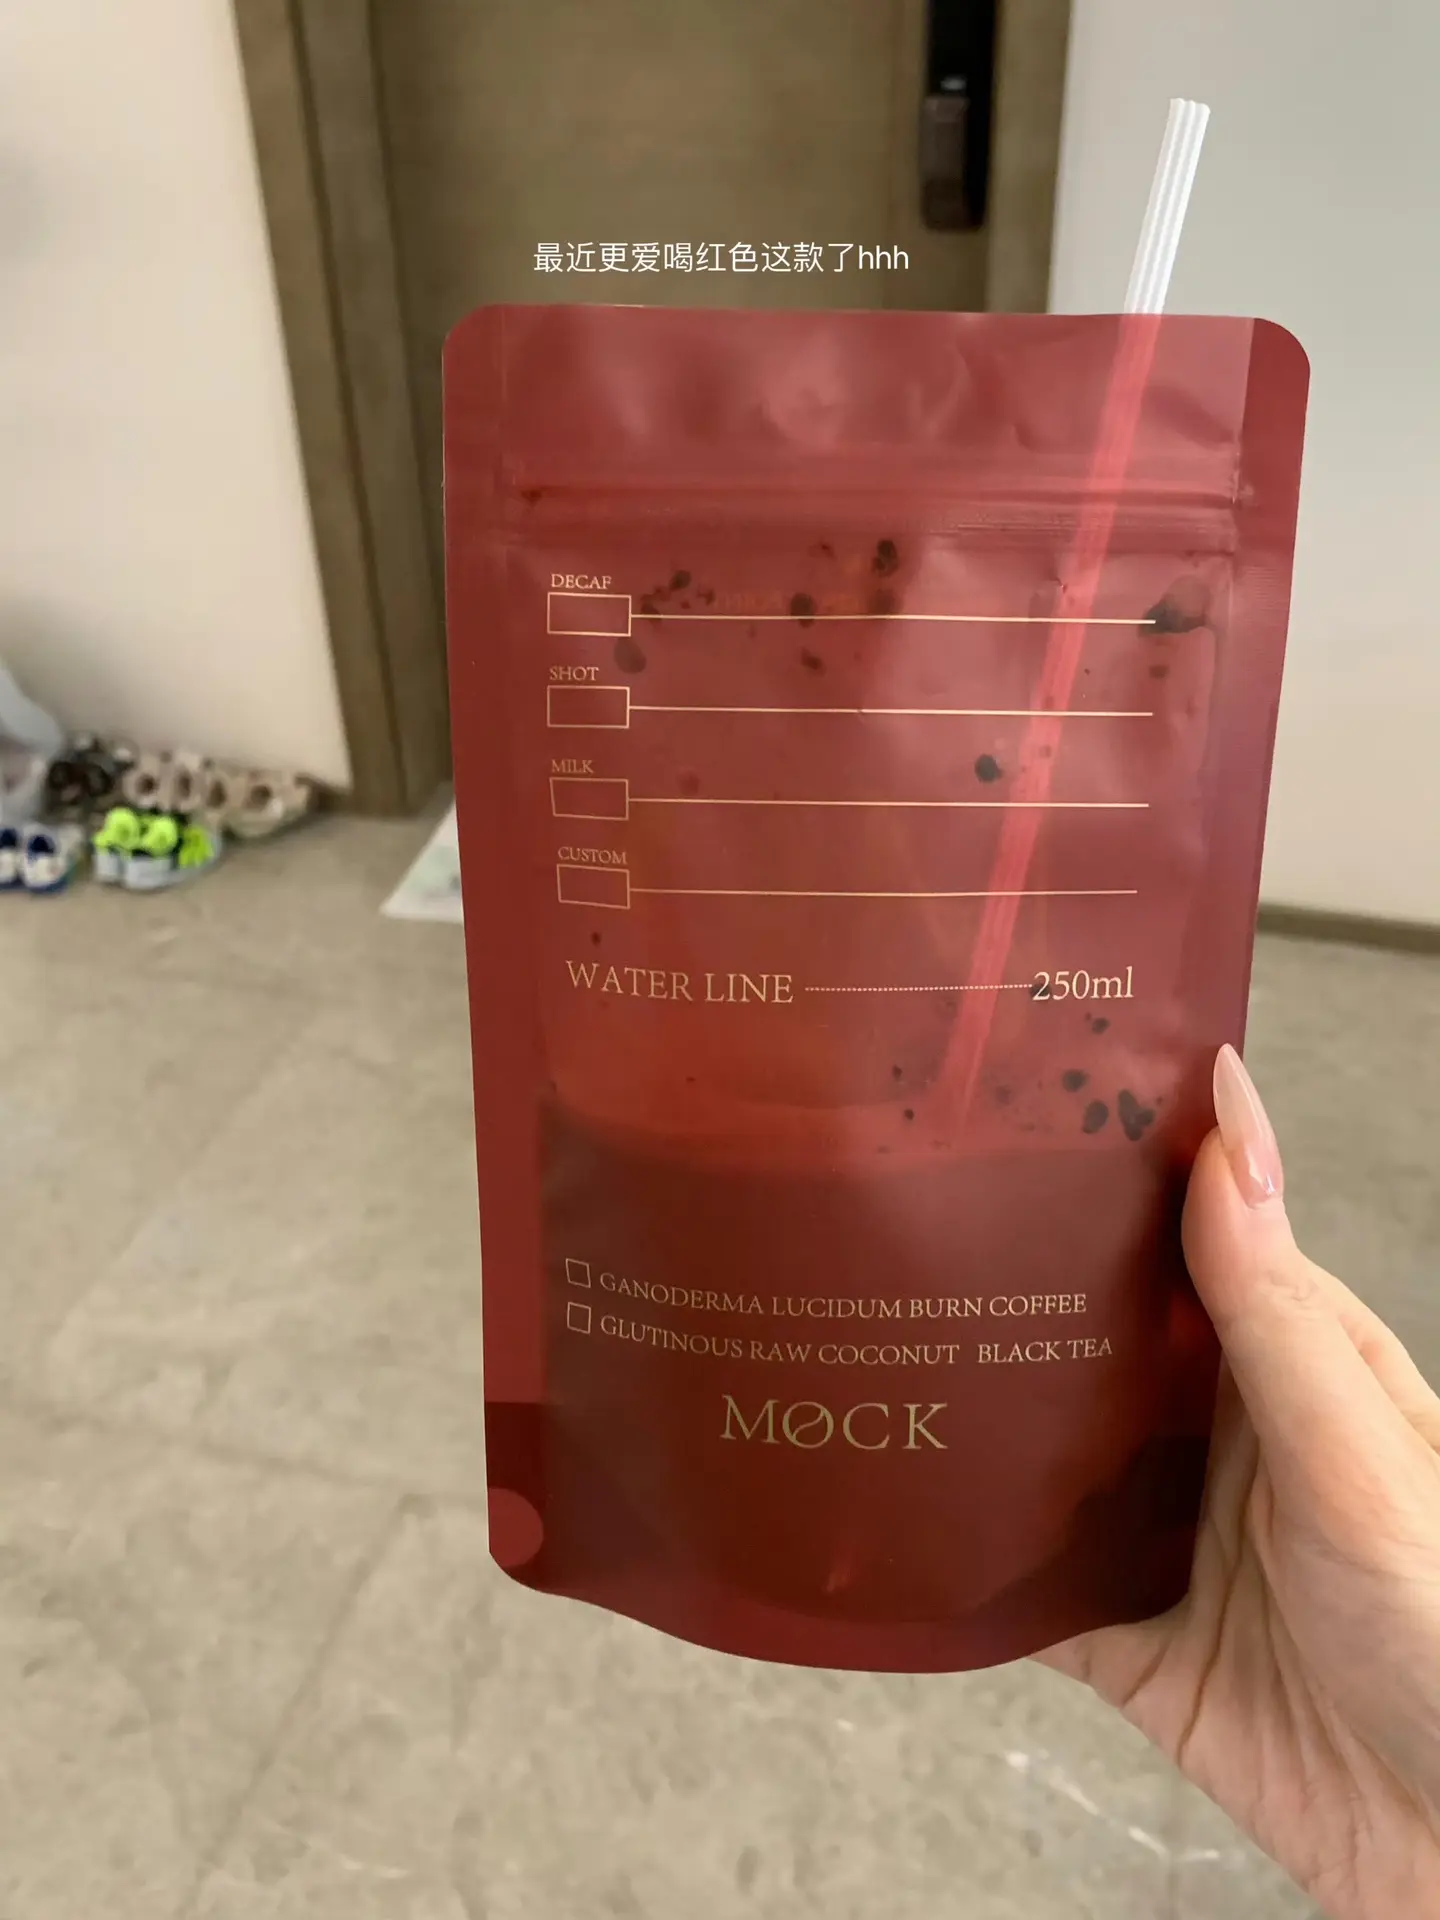 最近更爱喝红色这款了hhh
DECAF
SHOT
MILK
CUSTOM
WATER LINE 250ml
GANODERMA LUCIDUM BURN COFFEE
GLUTINOUS RAW COCONUT BLACK TEA
MOCK